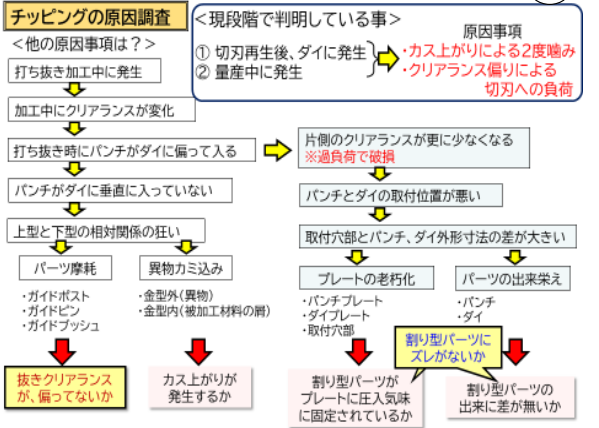 チッピングの原因調査
＜他の原因事項は？＞
打ち抜き加工中に発生
加工中にクリアランスが変化
打ち抜き時にパンチがダイに偏って入る
パンチがダイに垂直に入っていない
上型と下型の相対関係の狂い
パーツ摩耗
・ガイドポスト
・ガイドピン
・ガイドブッシュ
抜きクリアランス
が、偏ってないか
異物カミ込み
・金型外(異物)
・金型内(被加工材料の屑)
カス上がりが
発生するか
＜現段階で判明している事＞
① 切刃再生後、ダイに発生
② 量産中に発生
原因事項
・カス上がりによる2度噛み
・クリアランス偏りによる
切刃への負荷
片側のクリアランスが更に少なくなる
※過負荷で破損
パンチとダイの取付位置が悪い
取付穴部とパンチ、ダイ外形寸法の差が大きい
プレートの老朽化
・パンチプレート
・ダイプレート
・取付穴部
パーツの出来栄え
・パンチ
・ダイ
割り型パーツに
ズレがないか
割り型パーツが
プレートに圧入気味
に固定されているか
割り型パーツの
出来に差が無いか